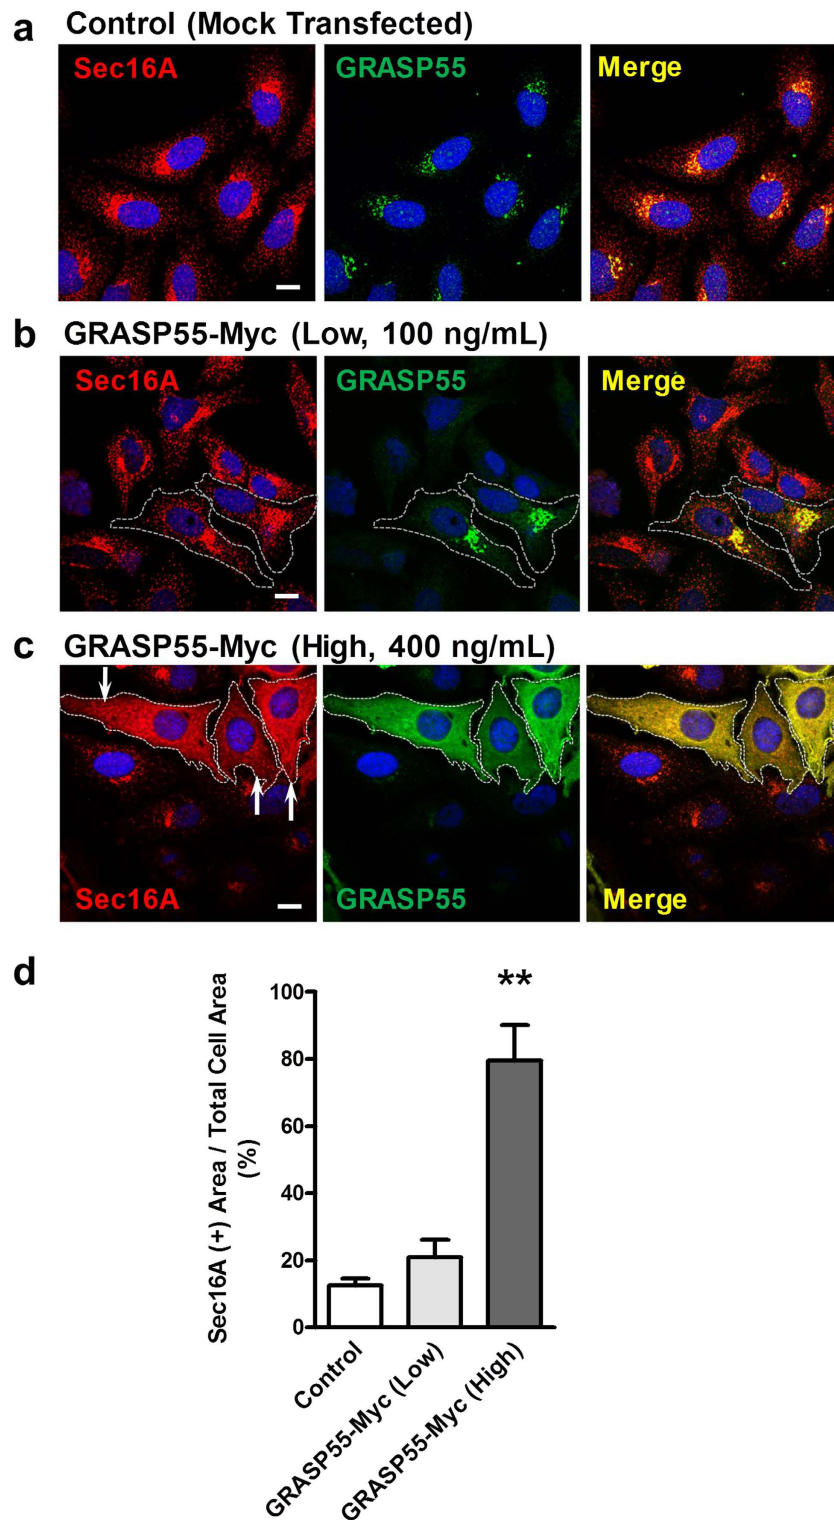 a Control (Mock Transfected)
Sec16A GRASP55 Merge
b GRASP55-Myc (Low, 100 ng/mL)
Sec16A GRASP55 Merge
c GRASP55-Myc (High, 400 ng/mL)
Sec16A GRASP55 Merge
d
**
Sec16A (+) Area / Total Cell Area
(%)
100
80
60
40
20
0
Control
GRASP55-Myc (Low)
GRASP55-Myc (High)